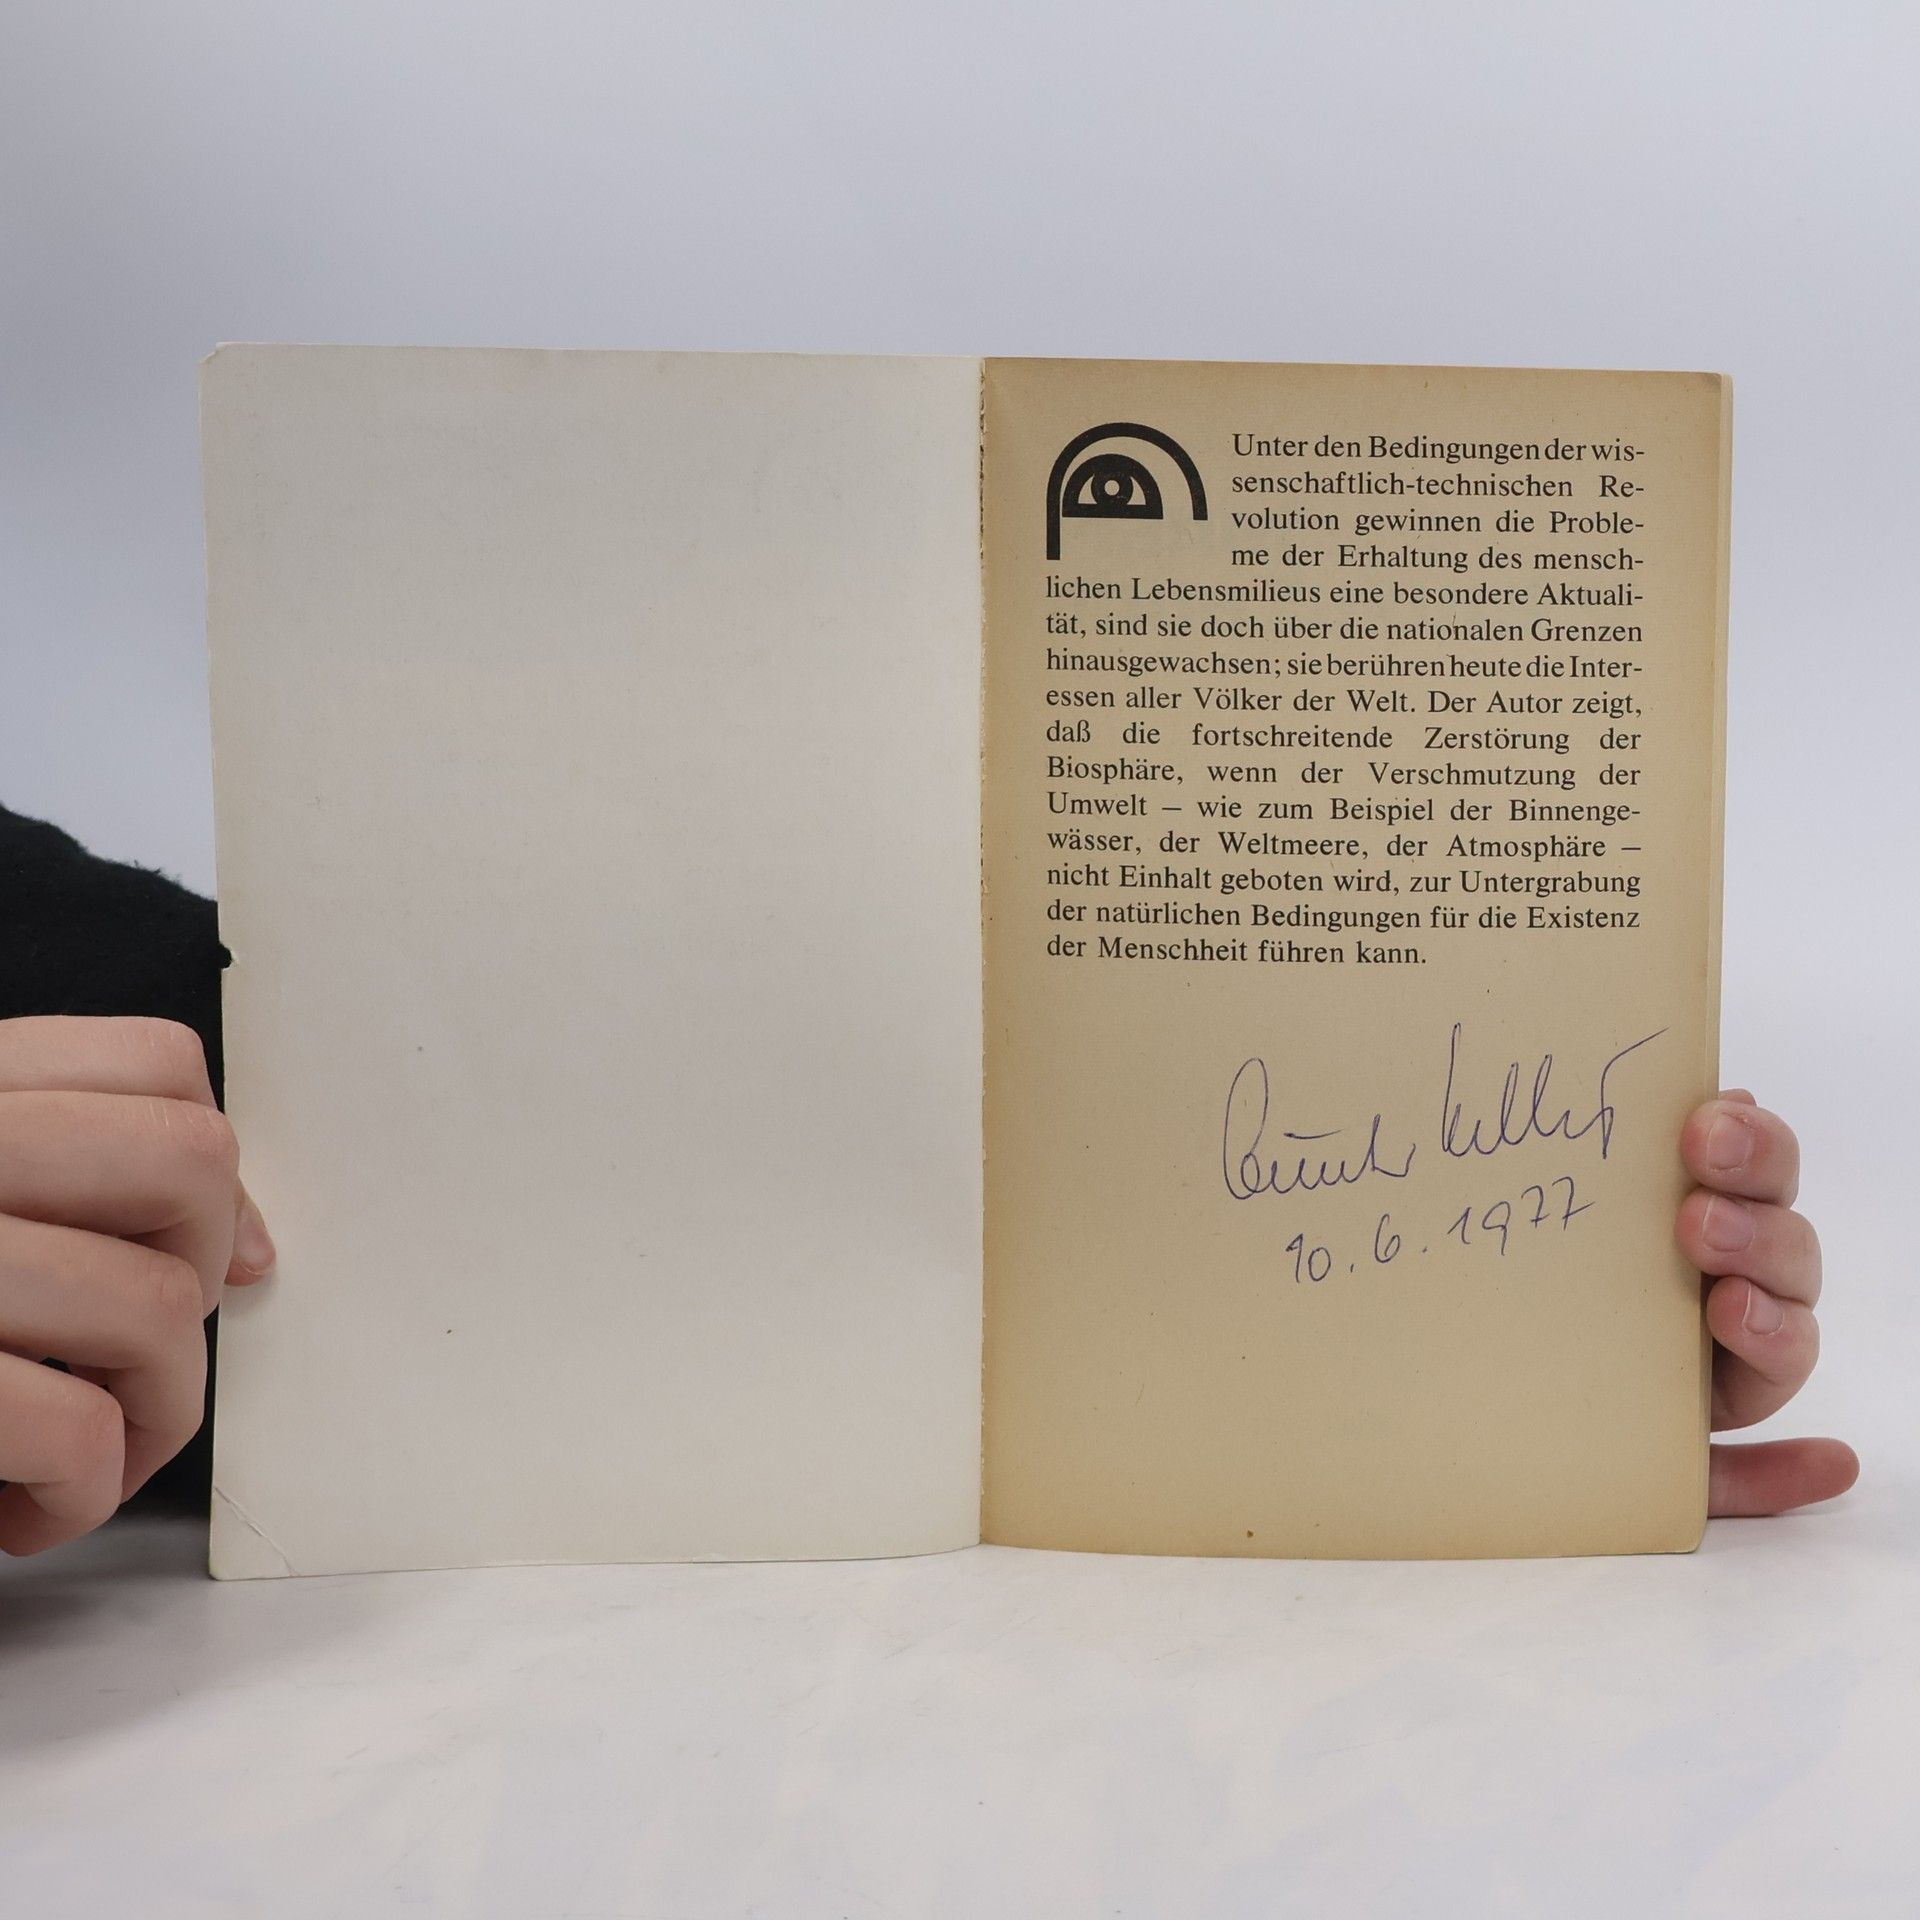 Unter den Bedingungen der wis-
senschaftlich-technischen Re-
volution gewinnen die Proble-
me der Erhaltung des mensch-
lichen Lebensmilieus eine besondere Aktuali-
tät, sind sie doch über die nationalen Grenzen
hinausgewachsen; sie berühren heute die Inter-
essen aller Völker der Welt. Der Autor zeigt,
daß die fortschreitende Zerstörung der
Biosphäre, wenn der Verschmutzung der
Umwelt – wie zum Beispiel der Binnenge-
wässer, der Weltmeere, der Atmosphäre –
nicht Einhalt geboten wird, zur Untergrabung
der natürlichen Bedingungen für die Existenz
der Menschheit führen kann.
10. 6. 1977